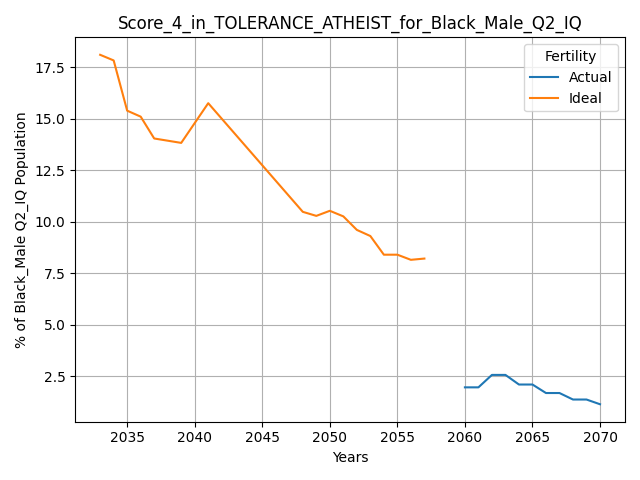 Score_4_in_TOLERANCE_ATHEIST_for_Black_Male_Q2_IQ
Fertility
Actual
Ideal
% of Black_Male Q2_IQ Population
17.5
15.0
12.5
10.0
7.5
5.0
2.5
2035 2040 2045 2050 2055 2060 2065 2070
Years